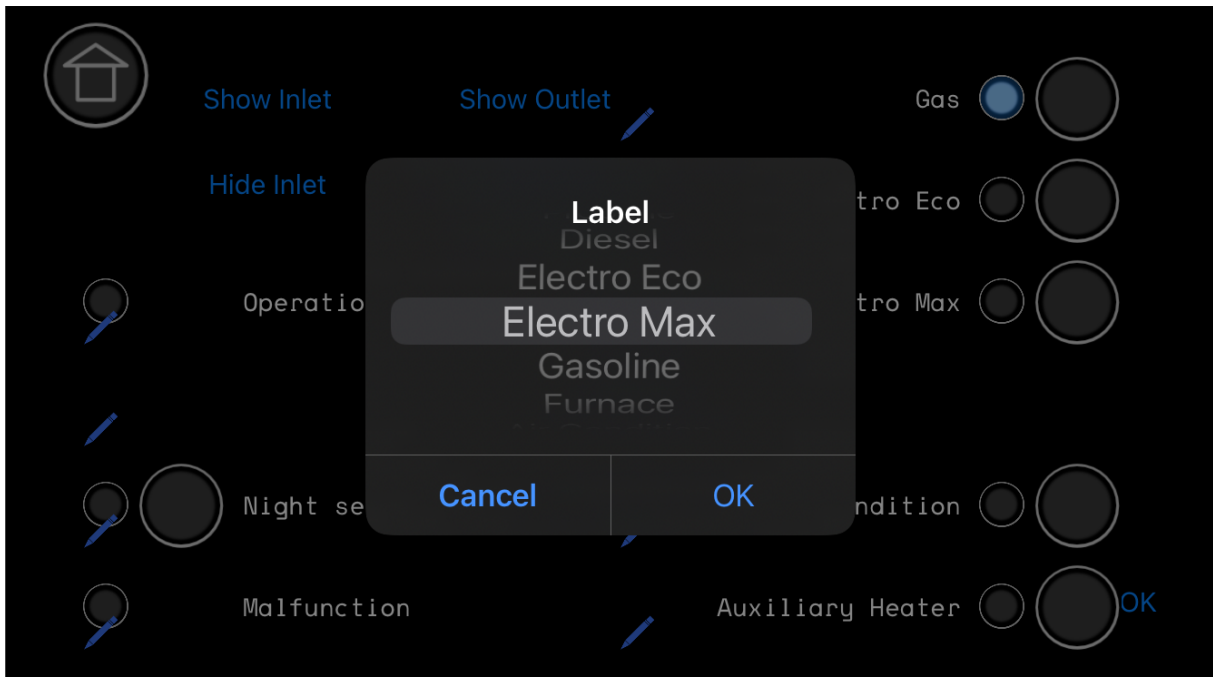 Show Inlet
Show Outlet
Gas
Hide Inlet
tro Eco
Label
Diesel
Electro Eco
Operatio
Electro Max
tro Max
Gasoline
Furnace
Cancel
OK
Night se
ndition
Malfunction
Auxiliary Heater
OK